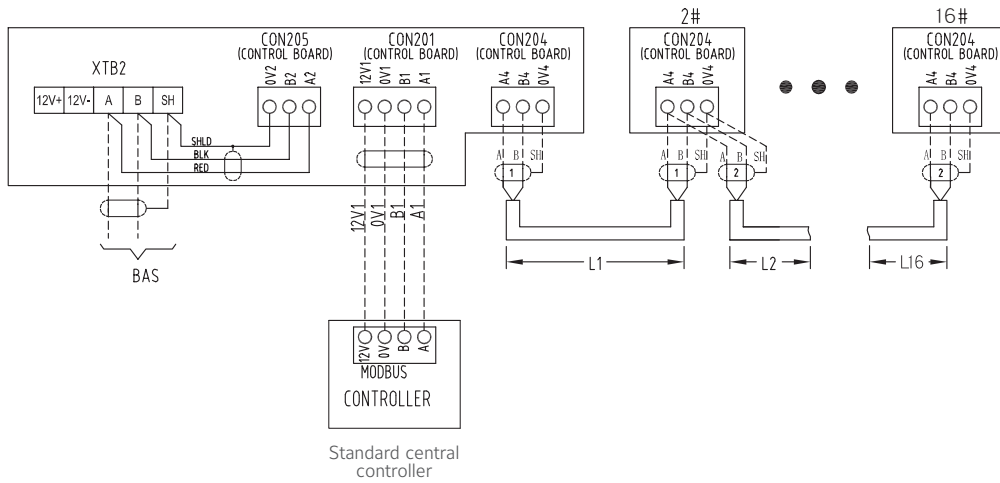 2#
16#
CON205
(CONTROL BOARD)
CON201
(CONTROL BOARD)
CON204
(CONTROL BOARD)
CON204
(CONTROL BOARD)
CON204
(CONTROL BOARD)
XTB2
0V2
B2
A2
12V1
0V1
B1
A1
A4
B4
0V4
A4
B4
0V4
A4
B4
0V4
12V+ 12V- A B SH
SHLD
BLK
RED
A B SH
1
A B SH
1
A B SH
2
A B SH
2
12V1
0V1
B1
A1
BAS
L1
L2
L16
12V
0V
B
A
MODBUS
CONTROLLER
Standard central
controller